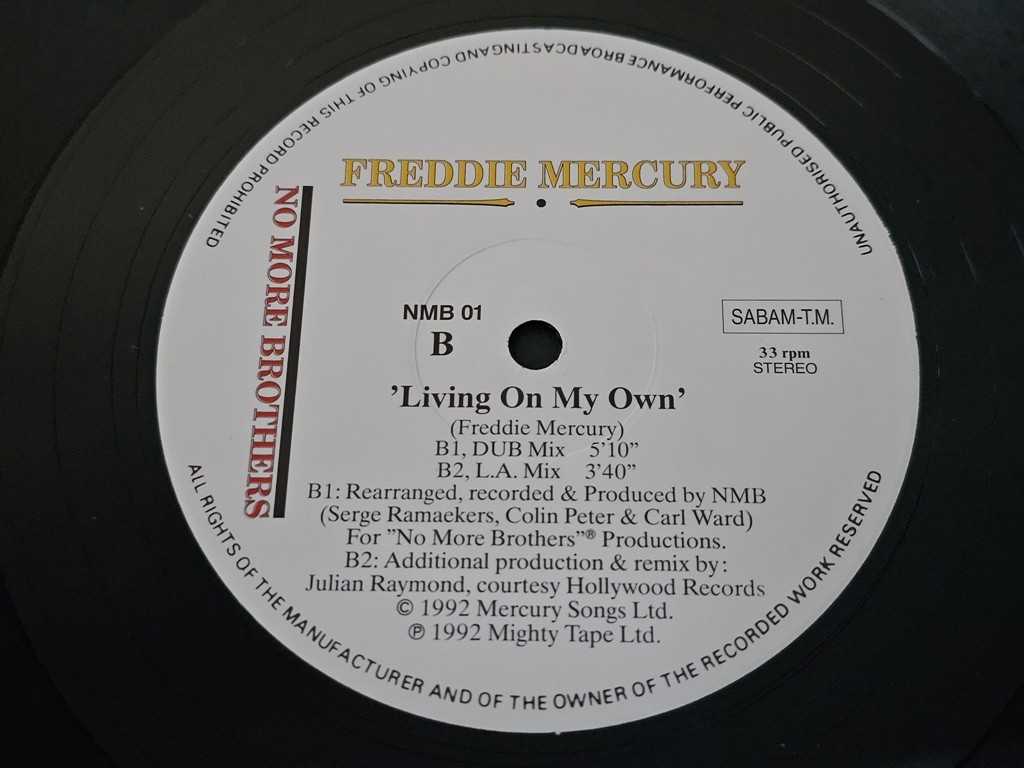 UNAUTHORISED PUBLIC PERFORMANCE BROADCASTING AND COPYING OF THIS RECORD PROHIBITED
FREDDIE MERCURY
NO MORE BROTHERS
NMB 01
B
SABAM-T.M.
33 rpm
STEREO
’Living On My Own’
(Freddie Mercury)
B1, DUB Mix 5’10”
B2, L.A. Mix 3’40”
B1: Rearranged, recorded & Produced by NMB
(Serge Ramaekers, Colin Peter & Carl Ward)
For ”No More Brothers”® Productions.
B2: Additional production & remix by:
Julian Raymond, courtesy Hollywood Records
© 1992 Mercury Songs Ltd.
℗ 1992 Mighty Tape Ltd.
ALL RIGHTS OF THE MANUFACTURER AND OF THE OWNER OF THE RECORDED WORK RESERVED